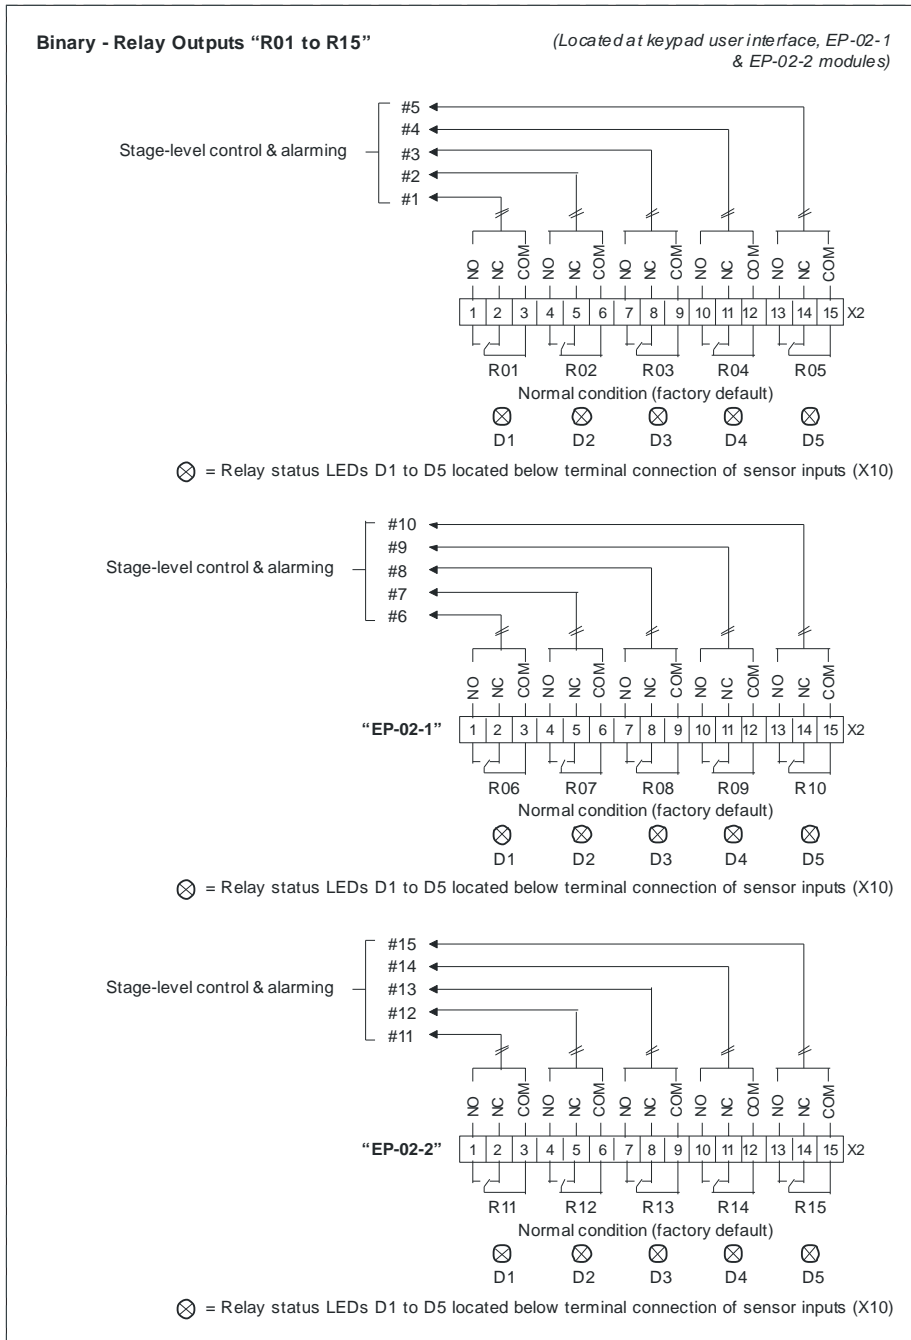 Binary - Relay Outputs “R01 to R15”
(Located at keypad user interface, EP-02-1
& EP-02-2 modules)
#5
#4
Stage-level control & alarming
#3
#2
#1
NO NC COM NO NC COM NO NC COM NO NC COM NO NC COM
1 2 3 4 5 6 7 8 9 10 11 12 13 14 15 X2
R01 R02 R03 R04 R05
Normal condition (factory default)
D1 D2 D3 D4 D5
= Relay status LEDs D1 to D5 located below terminal connection of sensor inputs (X10)
#10
#9
Stage-level control & alarming
#8
#7
#6
NO NC COM NO NC COM NO NC COM NO NC COM NO NC COM
“EP-02-1” 1 2 3 4 5 6 7 8 9 10 11 12 13 14 15 X2
R06 R07 R08 R09 R10
Normal condition (factory default)
D1 D2 D3 D4 D5
= Relay status LEDs D1 to D5 located below terminal connection of sensor inputs (X10)
#15
#14
Stage-level control & alarming
#13
#12
#11
NO NC COM NO NC COM NO NC COM NO NC COM NO NC COM
“EP-02-2” 1 2 3 4 5 6 7 8 9 10 11 12 13 14 15 X2
R11 R12 R13 R14 R15
Normal condition (factory default)
D1 D2 D3 D4 D5
= Relay status LEDs D1 to D5 located below terminal connection of sensor inputs (X10)